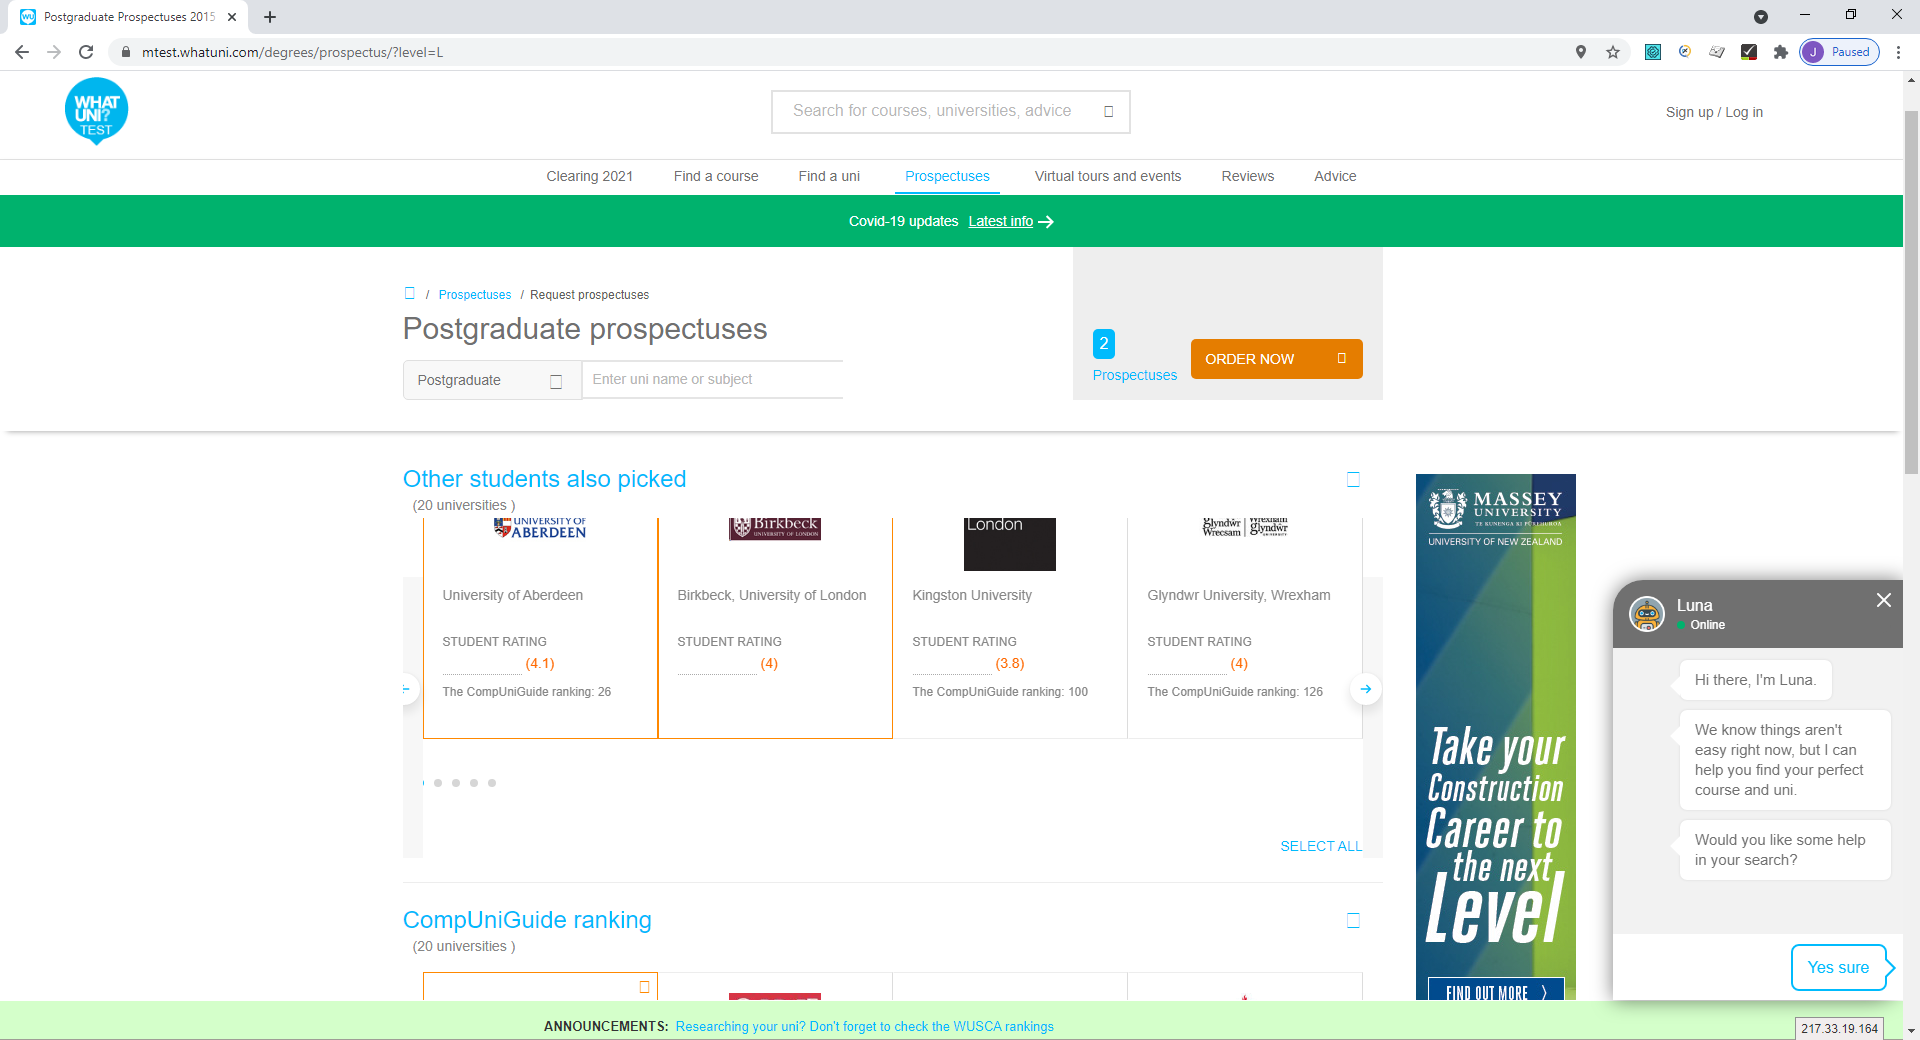 Postgraduate Prospectuses 2015
mtest.whatuni.com/degrees/prospectus/?level=L
J Paused
WHAT
UNI?
TEST
Search for courses, universities, advice
Sign up / Log in
Clearing 2021 Find a course Find a uni Prospectuses Virtual tours and events Reviews Advice
Covid-19 updates Latest info
/ Prospectuses / Request prospectuses
Postgraduate prospectuses
Postgraduate Enter uni name or subject
2
Prospectuses
ORDER NOW
Other students also picked
(20 universities )
UNIVERSITY OF
ABERDEEN
Birkbeck
UNIVERSITY OF LONDON
London
Glyndŵr Wrexham
Wrecsam glyndwr
University of Aberdeen Birkbeck, University of London Kingston University Glyndwr University, Wrexham
STUDENT RATING STUDENT RATING STUDENT RATING STUDENT RATING
(4.1) (4) (3.8) (4)
The CompUniGuide ranking: 26 The CompUniGuide ranking: 100 The CompUniGuide ranking: 126
SELECT ALL
CompUniGuide ranking
(20 universities )
MASSEY
UNIVERSITY
TE KUNENGA KI PŪREHUROA
UNIVERSITY OF NEW ZEALAND
Take your
Construction
Career to
the next
Level
FIND OUT MORE
Luna
Online
Hi there, I'm Luna.
We know things aren't
easy right now, but I can
help you find your perfect
course and uni.
Would you like some help
in your search?
Yes sure
ANNOUNCEMENTS: Researching your uni? Don't forget to check the WUSCA rankings
217.33.19.164